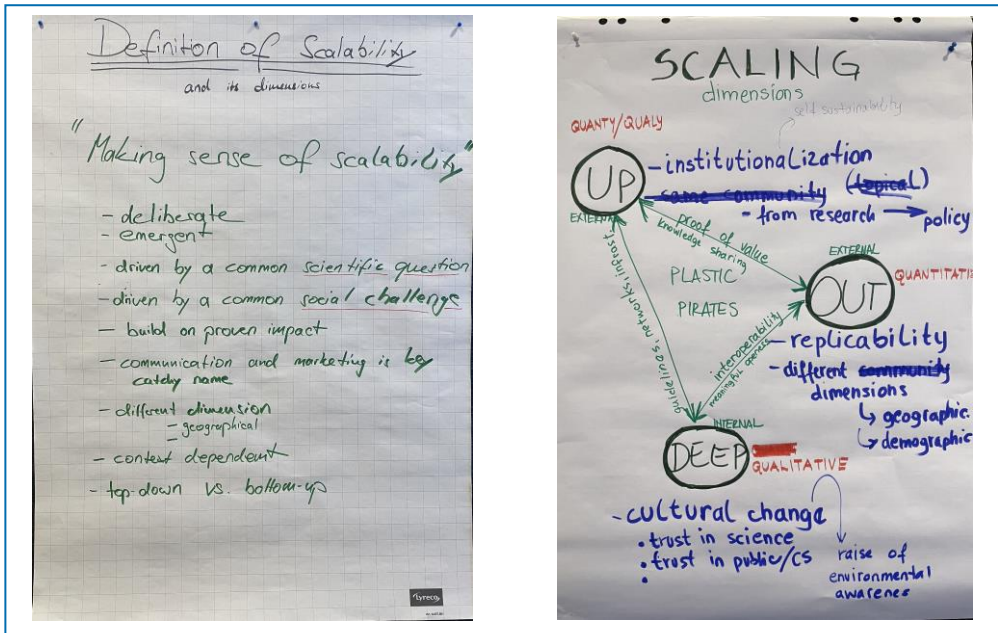 Definition of Scalability
and its dimensions
"Making sense of scalability"
- deliberate
- emergent
- driven by a common scientific question
- driven by a common social challenge
- build on proven impact
- communication and marketing is key
catchy name
- different dimension
- geographical
-
- context dependent
- top-down vs. bottom-up
Lyreco
SCALING
dimensions
self sustainability
QUANTY/QUALY
UP
- institutionalization
same community (topical)
- from research → policy
EXTERNAL
proof of value
knowledge sharing
guidelines, networks, infrastr
PLASTIC
PIRATES
EXTERNAL
OUT
QUANTITATI
interoperability
meaningful openess
- replicability
- different community
dimensions
↳ geographic
↳ demographic
INTERNAL
DEEP
QUALITATIVE
- cultural change
• trust in science
• trust in public/CS
•
raise of
environmental
awarenes